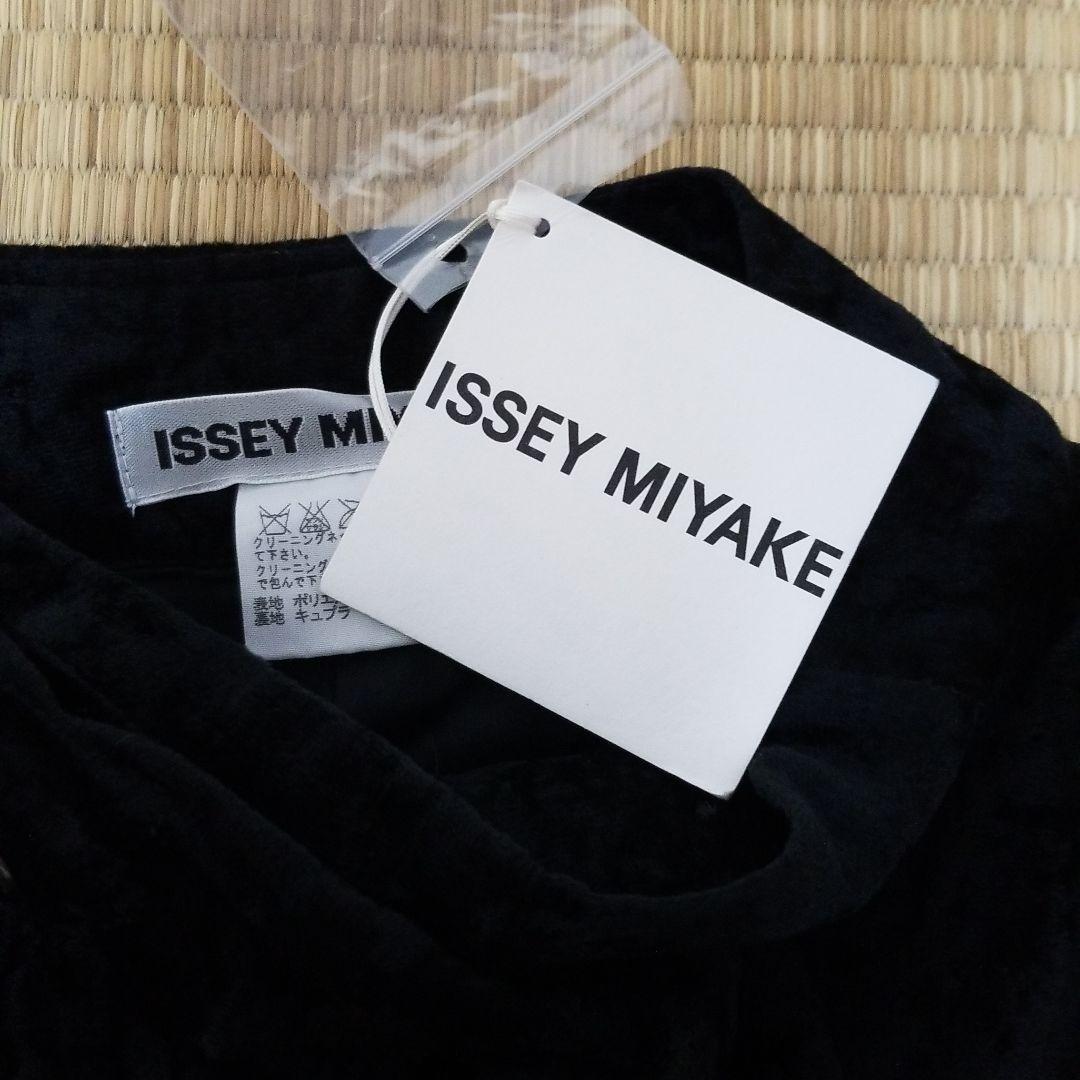 ISSEY MIYAKE
ISSEY
クリーニングネ
て下さい。
クリーニング
で包んで下
表地 ポリエ
裏地 キュプラ